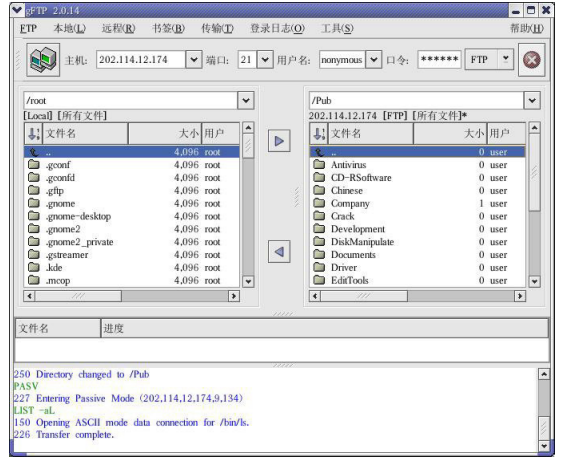 gFTP 2.0.14
FTP 本地(L) 远程(R) 书签(B) 传输(T) 登录日志(O) 工具(S) 帮助(H)
主机: 202.114.12.174 端口: 21 用户名: nonymous 口令: ****** FTP
/root
[Local] [所有文件]
文件名 大小 用户
.. 4,096 root
.gconf 4,096 root
.gconfd 4,096 root
.gftp 4,096 root
.gnome 4,096 root
.gnome-desktop 4,096 root
.gnome2 4,096 root
.gnome2_private 4,096 root
.gstreamer 4,096 root
.kde 4,096 root
.mcop 4,096 root
/Pub
202.114.12.174 [FTP] [所有文件]*
文件名 大小 用户
.. 0 user
Antivirus 0 user
CD-RSoftware 0 user
Chinese 0 user
Company 1 user
Crack 0 user
Development 0 user
DiskManipulate 0 user
Documents 0 user
Driver 0 user
EditTools 0 user
文件名 进度
250 Directory changed to /Pub
PASV
227 Entering Passive Mode (202,114,12,174,9,134)
LIST -aL
150 Opening ASCII mode data connection for /bin/ls.
226 Transfer complete.